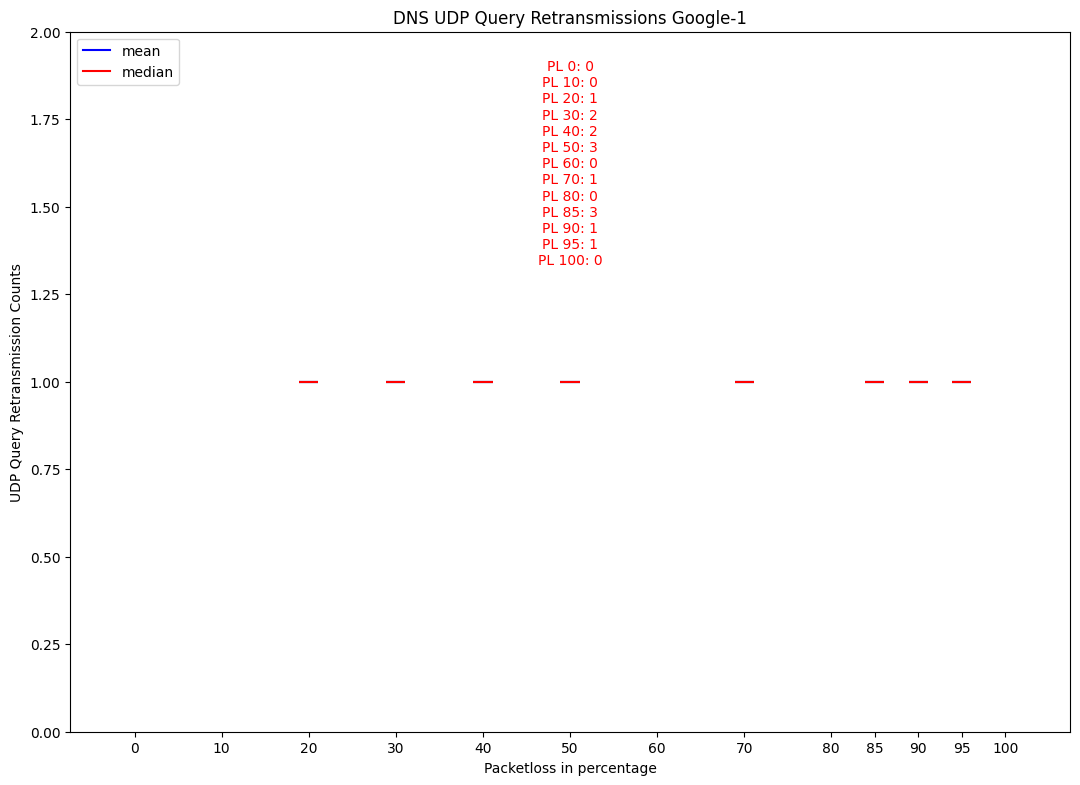 DNS UDP Query Retransmissions Google-1
mean
median
PL 0: 0
PL 10: 0
PL 20: 1
PL 30: 2
PL 40: 2
PL 50: 3
PL 60: 0
PL 70: 1
PL 80: 0
PL 85: 3
PL 90: 1
PL 95: 1
PL 100: 0
UDP Query Retransmission Counts
2.00
1.75
1.50
1.25
1.00
0.75
0.50
0.25
0.00
0 10 20 30 40 50 60 70 80 85 90 95 100
Packetloss in percentage